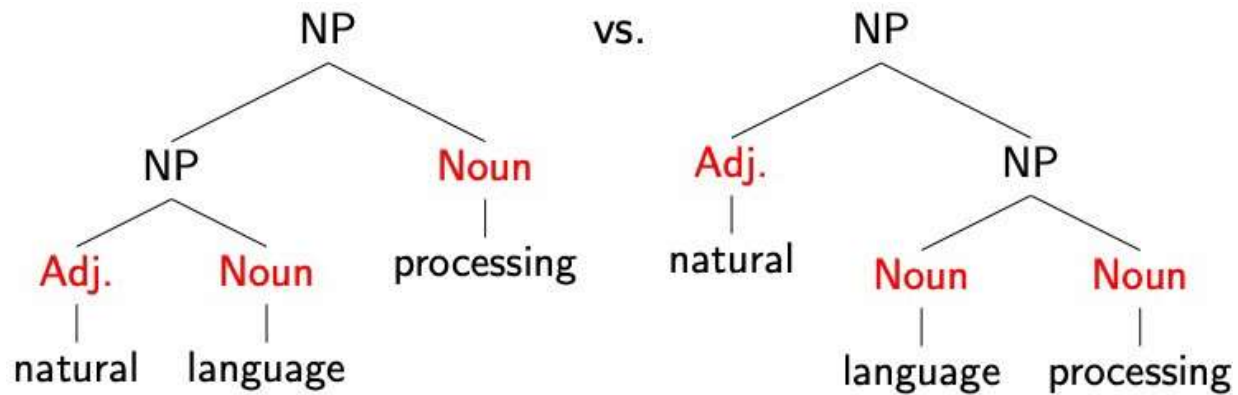 NP vs. NP
NP Noun Adj. NP
Adj. Noun processing natural Noun Noun
natural language language processing